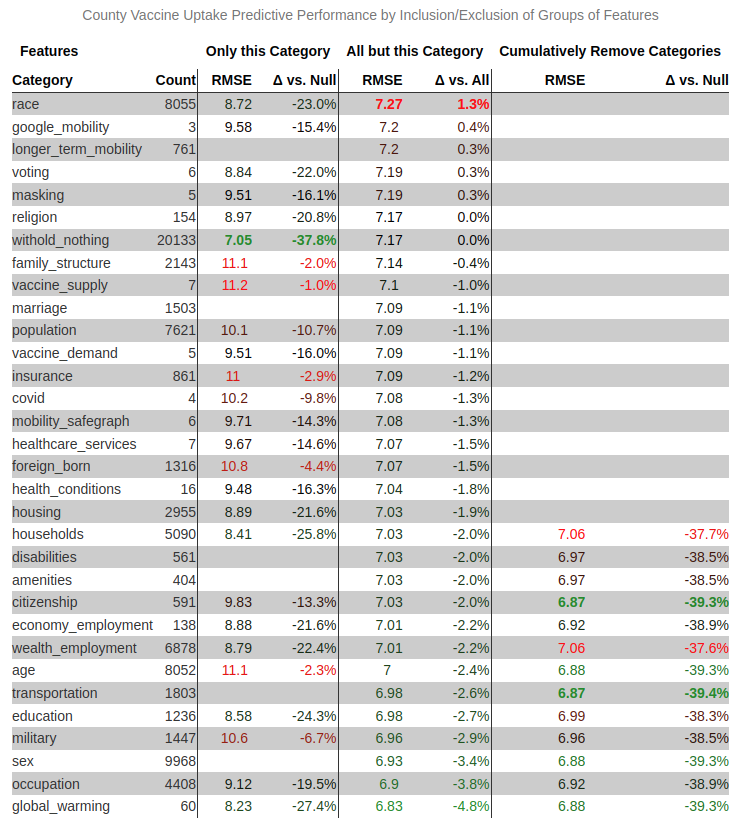 County Vaccine Uptake Predictive Performance by Inclusion/Exclusion of Groups of Features
Features Only this Category All but this Category Cumulatively Remove Categories
Category Count RMSE Δ vs. Null RMSE Δ vs. All RMSE Δ vs. Null
race 8055 8.72 -23.0% 7.27 1.3%
google_mobility 3 9.58 -15.4% 7.2 0.4%
longer_term_mobility 761 7.2 0.3%
voting 6 8.84 -22.0% 7.19 0.3%
masking 5 9.51 -16.1% 7.19 0.3%
religion 154 8.97 -20.8% 7.17 0.0%
withold_nothing 20133 7.05 -37.8% 7.17 0.0%
family_structure 2143 11.1 -2.0% 7.14 -0.4%
vaccine_supply 7 11.2 -1.0% 7.1 -1.0%
marriage 1503 7.09 -1.1%
population 7621 10.1 -10.7% 7.09 -1.1%
vaccine_demand 5 9.51 -16.0% 7.09 -1.1%
insurance 861 11 -2.9% 7.09 -1.2%
covid 4 10.2 -9.8% 7.08 -1.3%
mobility_safegraph 6 9.71 -14.3% 7.08 -1.3%
healthcare_services 7 9.67 -14.6% 7.07 -1.5%
foreign_born 1316 10.8 -4.4% 7.07 -1.5%
health_conditions 16 9.48 -16.3% 7.04 -1.8%
housing 2955 8.89 -21.6% 7.03 -1.9%
households 5090 8.41 -25.8% 7.03 -2.0% 7.06 -37.7%
disabilities 561 7.03 -2.0% 6.97 -38.5%
amenities 404 7.03 -2.0% 6.97 -38.5%
citizenship 591 9.83 -13.3% 7.03 -2.0% 6.87 -39.3%
economy_employment 138 8.88 -21.6% 7.01 -2.2% 6.92 -38.9%
wealth_employment 6878 8.79 -22.4% 7.01 -2.2% 7.06 -37.6%
age 8052 11.1 -2.3% 7 -2.4% 6.88 -39.3%
transportation 1803 6.98 -2.6% 6.87 -39.4%
education 1236 8.58 -24.3% 6.98 -2.7% 6.99 -38.3%
military 1447 10.6 -6.7% 6.96 -2.9% 6.96 -38.5%
sex 9968 6.93 -3.4% 6.88 -39.3%
occupation 4408 9.12 -19.5% 6.9 -3.8% 6.92 -38.9%
global_warming 60 8.23 -27.4% 6.83 -4.8% 6.88 -39.3%